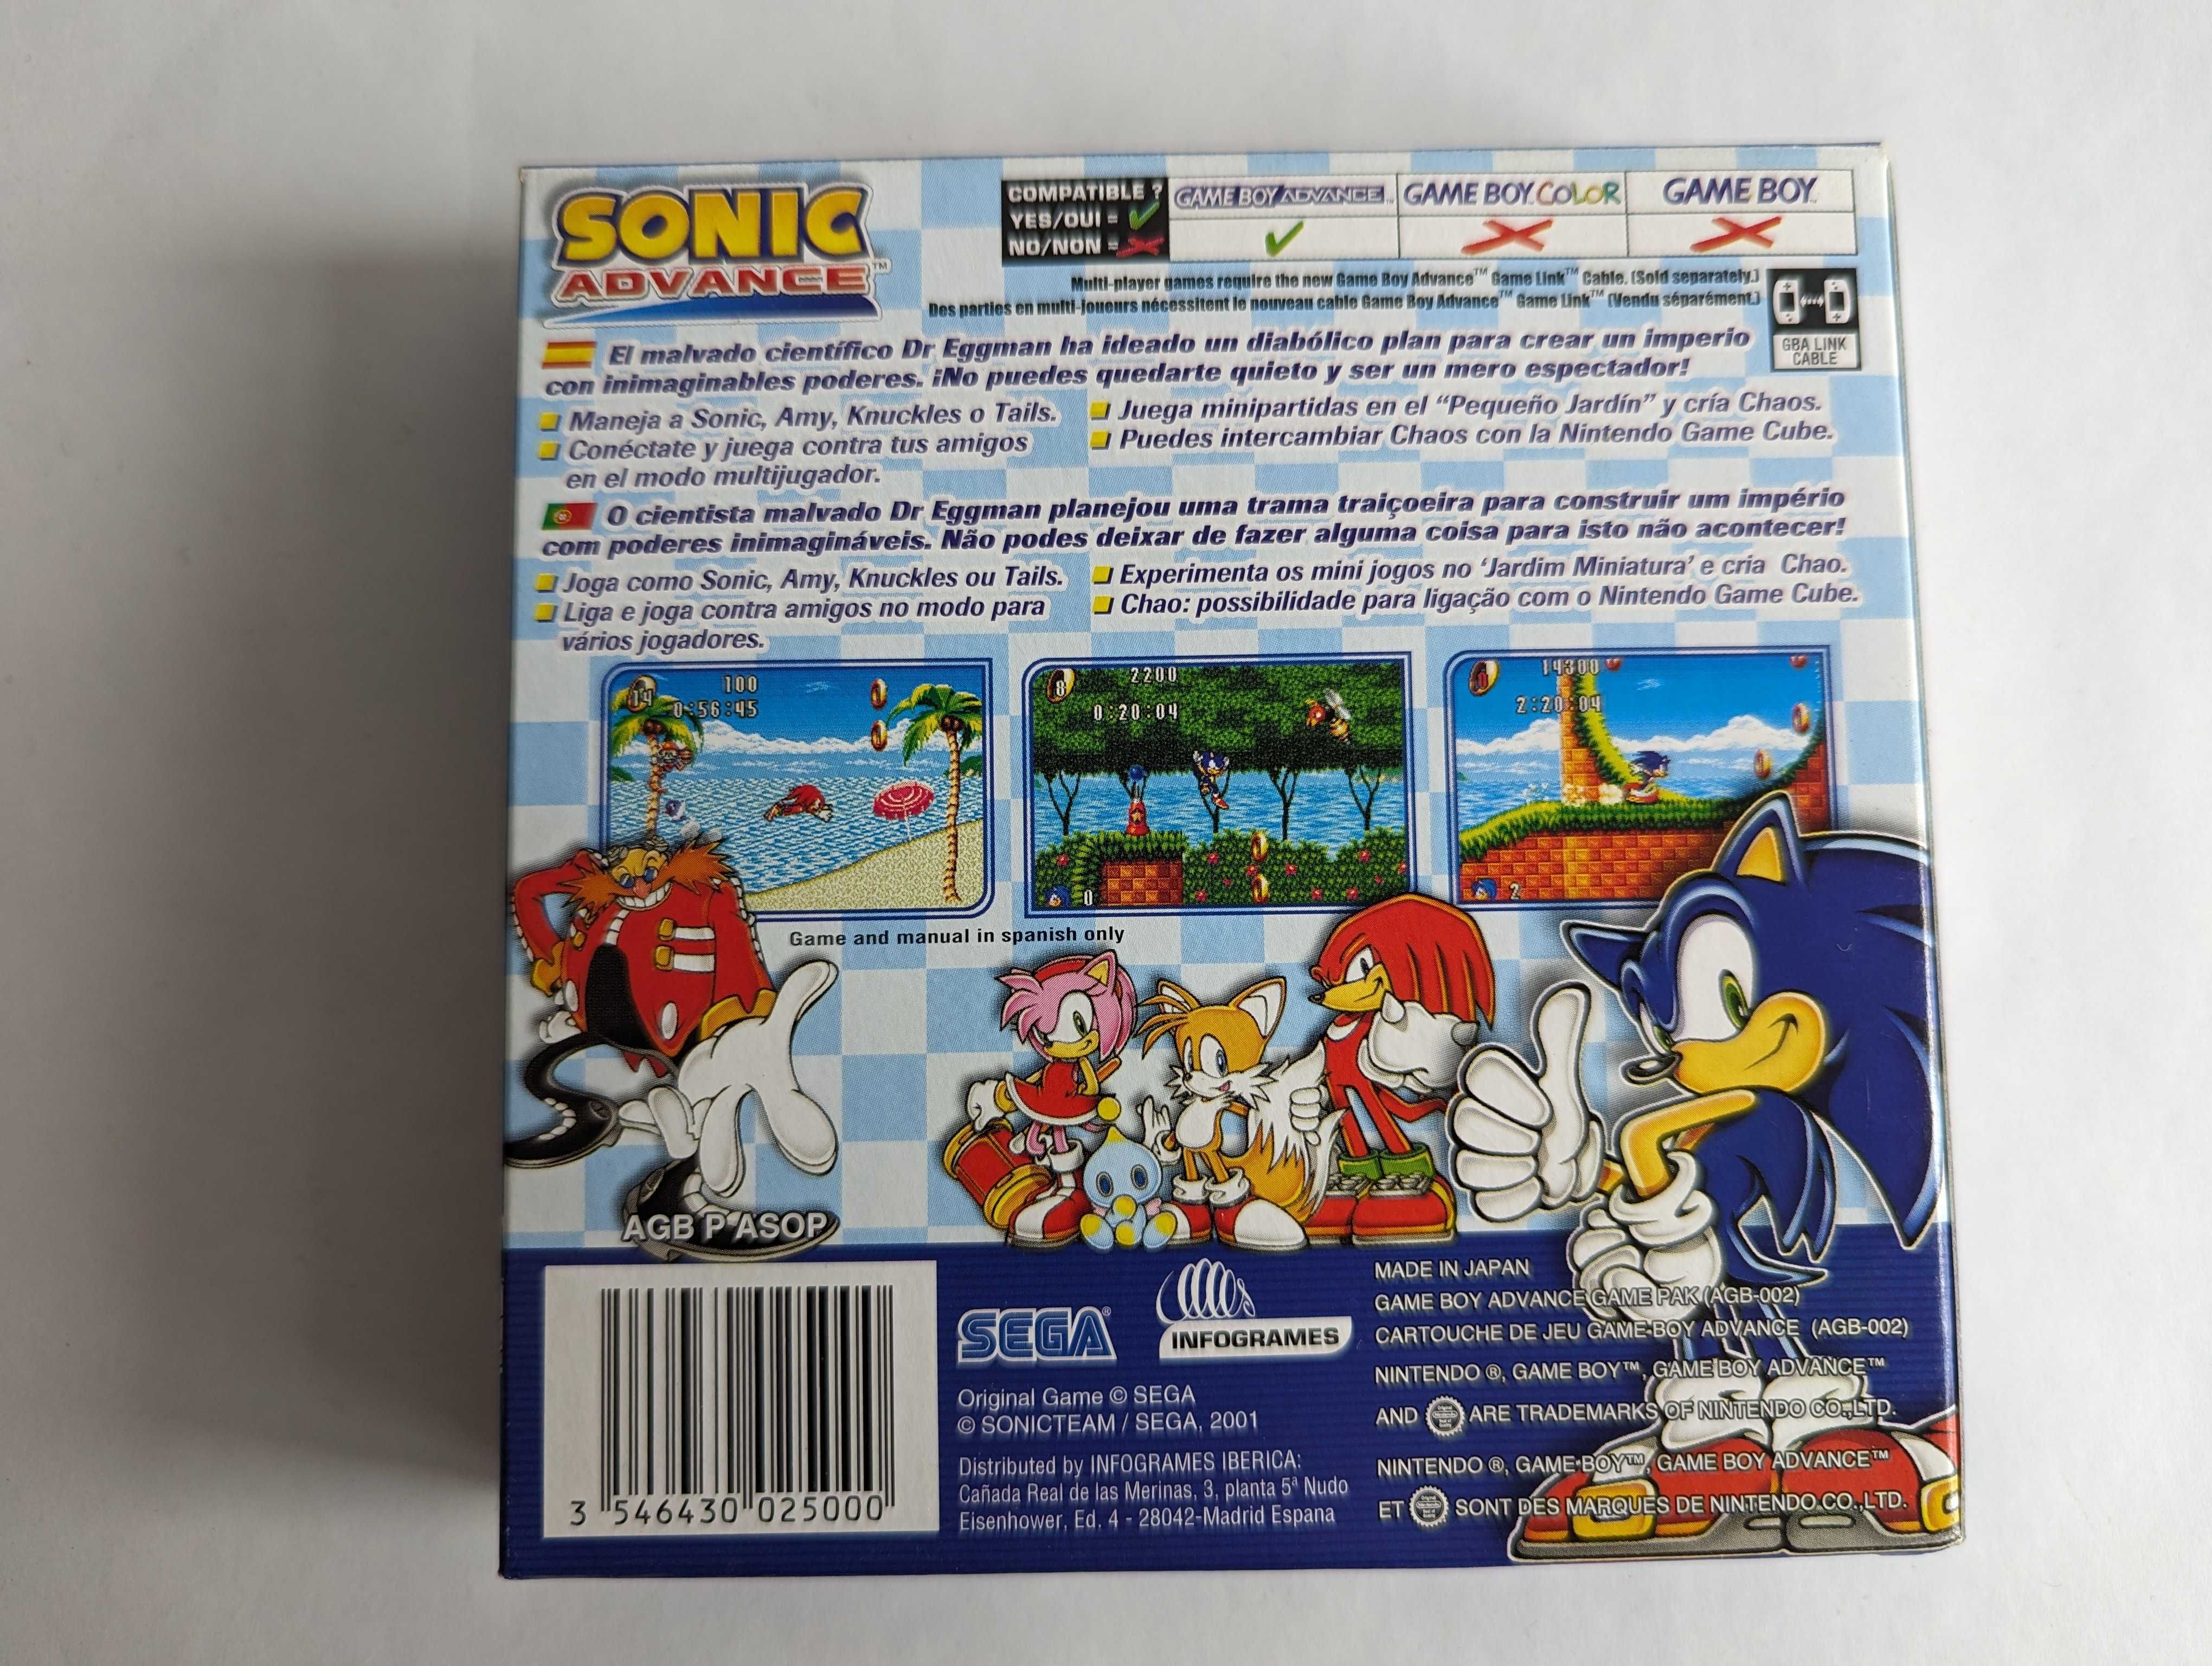 SONIC
ADVANCE™
COMPATIBLE ?
YES/OUI =
NO/NON =
GAME BOY ADVANCE™
GAME BOY COLOR
GAME BOY™
Multi-player games require the new Game Boy Advance™ Game Link™ Cable. (Sold separately.)
Des parties en multi-joueurs nécessitent le nouveau cable Game Boy Advance™ Game Link™ (Vendu séparément.)
GBA LINK
CABLE
El malvado científico Dr Eggman ha ideado un diabólico plan para crear un imperio
con inimaginables poderes. ¡No puedes quedarte quieto y ser un mero espectador!
Maneja a Sonic, Amy, Knuckles o Tails.
Conéctate y juega contra tus amigos
en el modo multijugador.
Juega minipartidas en el “Pequeño Jardín” y cría Chaos.
Puedes intercambiar Chaos con la Nintendo Game Cube.
O cientista malvado Dr Eggman planejou uma trama traiçoeira para construir um império
com poderes inimagináveis. Não podes deixar de fazer alguma coisa para isto não acontecer!
Joga como Sonic, Amy, Knuckles ou Tails.
Liga e joga contra amigos no modo para
vários jogadores.
Experimenta os mini jogos no ‘Jardim Miniatura’ e cria Chao.
Chao: possibilidade para ligação com o Nintendo Game Cube.
14 100
0:56:45
8 2200
0:20:04
0
0 14300
2:20:04
2
Game and manual in spanish only
AGB P ASOP
3 546430 025000
SEGA®
INFOGRAMES
Original Game © SEGA
© SONICTEAM / SEGA, 2001
Distributed by INFOGRAMES IBERICA:
Cañada Real de las Merinas, 3, planta 5ª Nudo
Eisenhower, Ed. 4 - 28042-Madrid Espana
MADE IN JAPAN
GAME BOY ADVANCE GAME PAK (AGB-002)
CARTOUCHE DE JEU GAME BOY ADVANCE (AGB-002)
NINTENDO ®, GAME BOY™, GAME BOY ADVANCE™
AND ARE TRADEMARKS OF NINTENDO CO.,LTD.
NINTENDO ®, GAME BOY™, GAME BOY ADVANCE™
ET SONT DES MARQUES DE NINTENDO CO.,LTD.